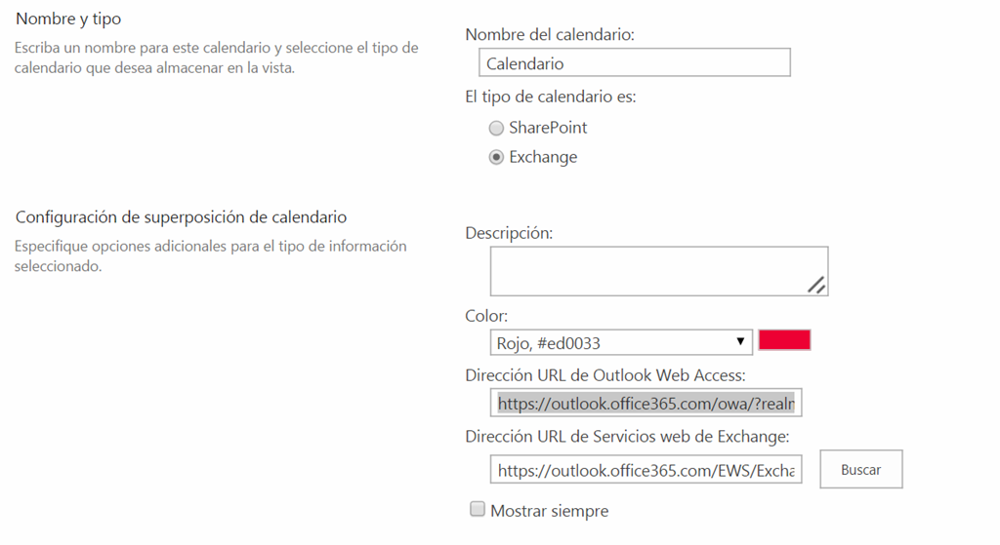 Nombre y tipo
Escriba un nombre para este calendario y seleccione el tipo de
calendario que desea almacenar en la vista.
Nombre del calendario:
Calendario
El tipo de calendario es:
SharePoint
Exchange
Configuración de superposición de calendario
Especifique opciones adicionales para el tipo de información
seleccionado.
Descripción:
Color:
Rojo, #ed0033
Dirección URL de Outlook Web Access:
https://outlook.office365.com/owa/?realm
Dirección URL de Servicios web de Exchange:
https://outlook.office365.com/EWS/Excha
Buscar
Mostrar siempre